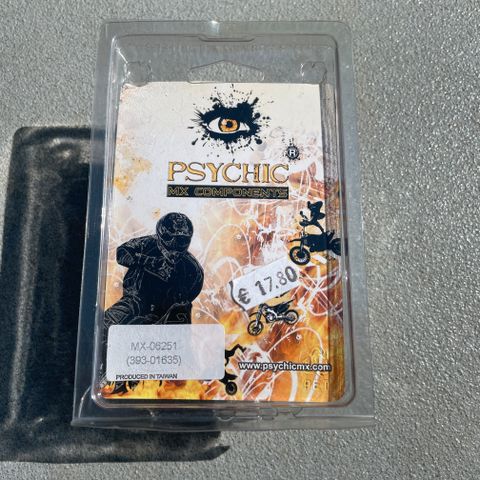 PSYCHIC
®
MX COMPONENTS
€ 17.80
MX-06251
(393-01635)
PRODUCED IN TAIWAN
www.psychicmx.com